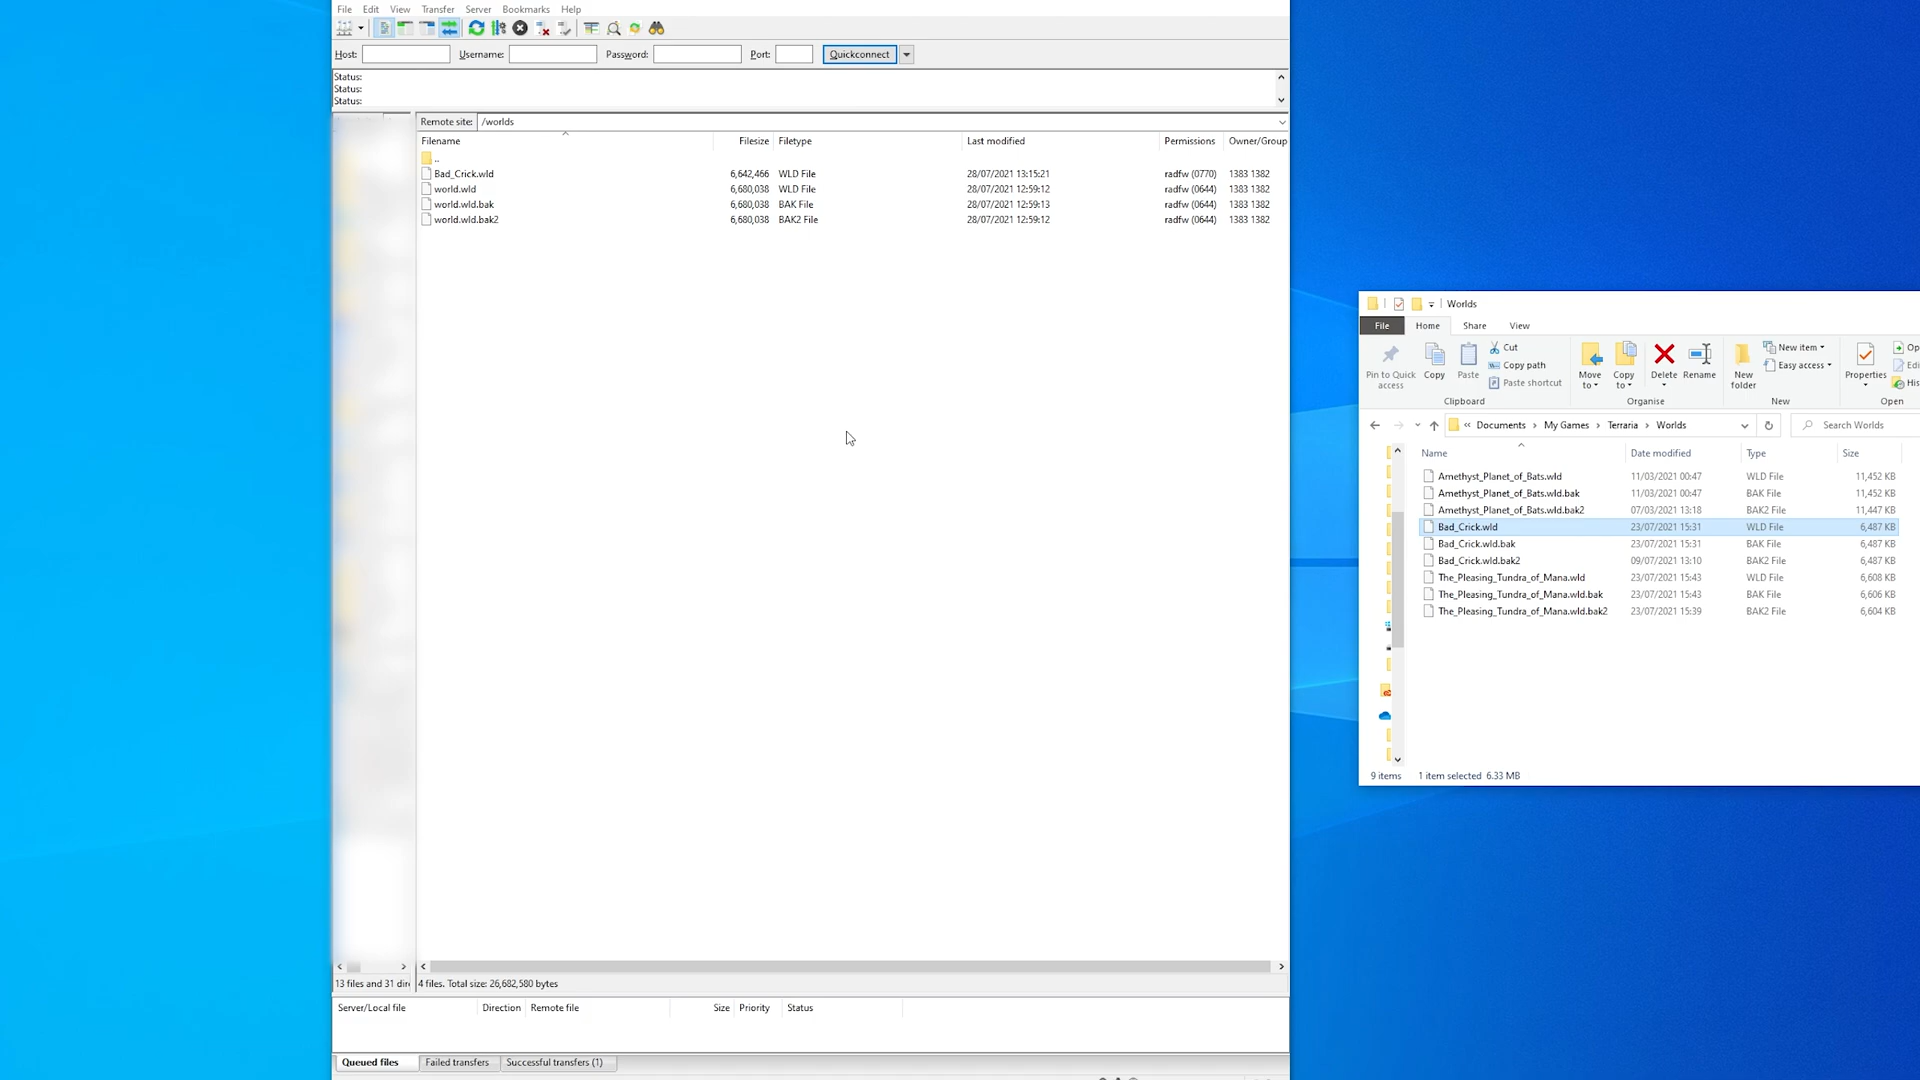 File Edit View Transfer Server Bookmarks Help
Host: Username: Password: Port: Quickconnect
Status:
Status:
Status:
Remote site: /worlds
Filename Filesize Filetype Last modified Permissions Owner/Group
..
Bad_Crick.wld 6,642,466 WLD File 28/07/2021 13:15:21 radfw (0770) 1383 1382
world.wld 6,680,038 WLD File 28/07/2021 12:59:12 radfw (0644) 1383 1382
world.wld.bak 6,680,038 BAK File 28/07/2021 12:59:13 radfw (0644) 1383 1382
world.wld.bak2 6,680,038 BAK2 File 28/07/2021 12:59:12 radfw (0644) 1383 1382
13 files and 31 dir
4 files. Total size: 26,682,580 bytes
Server/Local file Direction Remote file Size Priority Status
Queued files Failed transfers Successful transfers (1)
Worlds
File Home Share View
Pin to Quick access Copy Paste Cut Copy path Paste shortcut
Clipboard
Move to Copy to Delete Rename
Organise
New folder New item Easy access
New
Properties Op Edi His
Open
« Documents › My Games › Terraria › Worlds Search Worlds
Name Date modified Type Size
Amethyst_Planet_of_Bats.wld 11/03/2021 00:47 WLD File 11,452 KB
Amethyst_Planet_of_Bats.wld.bak 11/03/2021 00:47 BAK File 11,452 KB
Amethyst_Planet_of_Bats.wld.bak2 07/03/2021 13:18 BAK2 File 11,447 KB
Bad_Crick.wld 23/07/2021 15:31 WLD File 6,487 KB
Bad_Crick.wld.bak 23/07/2021 15:31 BAK File 6,487 KB
Bad_Crick.wld.bak2 09/07/2021 13:10 BAK2 File 6,487 KB
The_Pleasing_Tundra_of_Mana.wld 23/07/2021 15:43 WLD File 6,608 KB
The_Pleasing_Tundra_of_Mana.wld.bak 23/07/2021 15:43 BAK File 6,606 KB
The_Pleasing_Tundra_of_Mana.wld.bak2 23/07/2021 15:39 BAK2 File 6,604 KB
9 items 1 item selected 6.33 MB